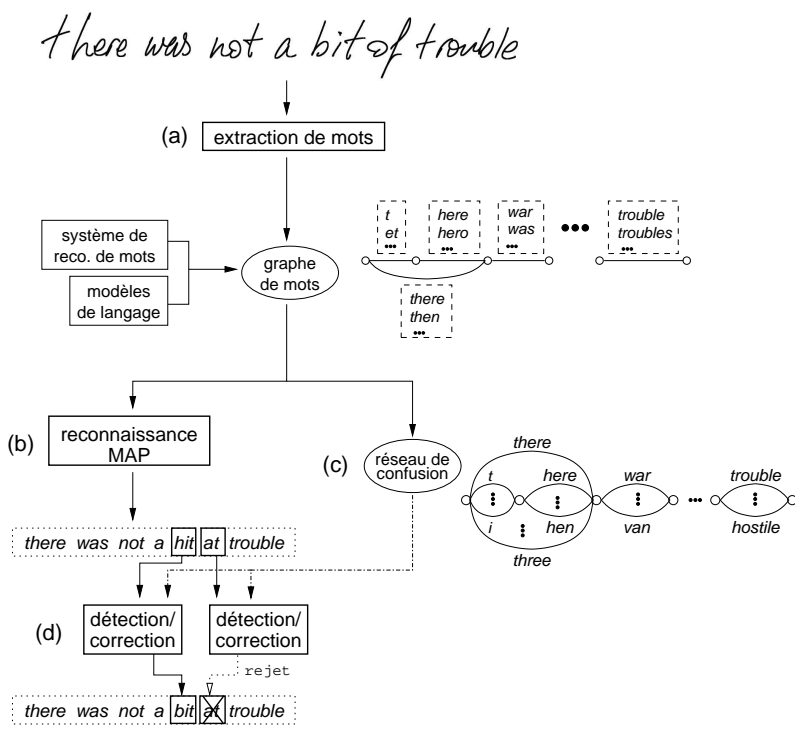 there was not a bit of trouble
(a) extraction de mots
t
et
...
here
hero
...
war
was
...
...
trouble
troubles
...
système de
reco. de mots
modèles
de langage
graphe
de mots
there
then
...
(b) reconnaissance
MAP
(c) réseau de
confusion
there
t here war trouble
...
i hen van hostile
three
there was not a hit at trouble
(d) détection/
correction
détection/
correction
rejet
there was not a bit at trouble